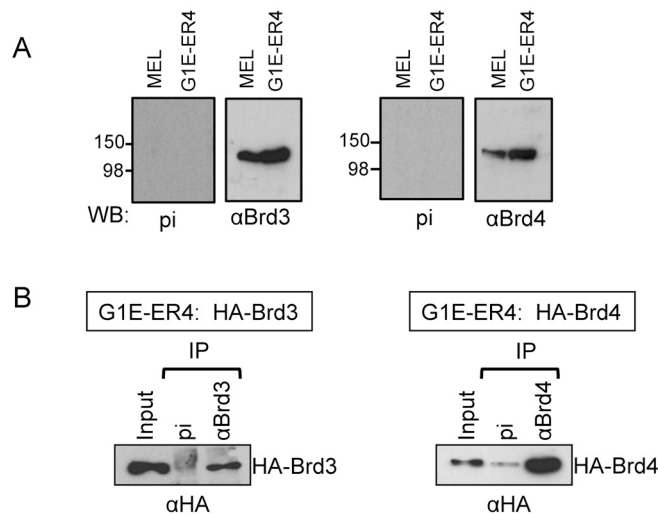 A
MEL
G1E-ER4
MEL
G1E-ER4
MEL
G1E-ER4
MEL
G1E-ER4
150
98
150
98
WB:
pi
αBrd3
pi
αBrd4
B
G1E-ER4: HA-Brd3
G1E-ER4: HA-Brd4
IP
IP
Input
pi
αBrd3
Input
pi
αBrd4
HA-Brd3
HA-Brd4
αHA
αHA